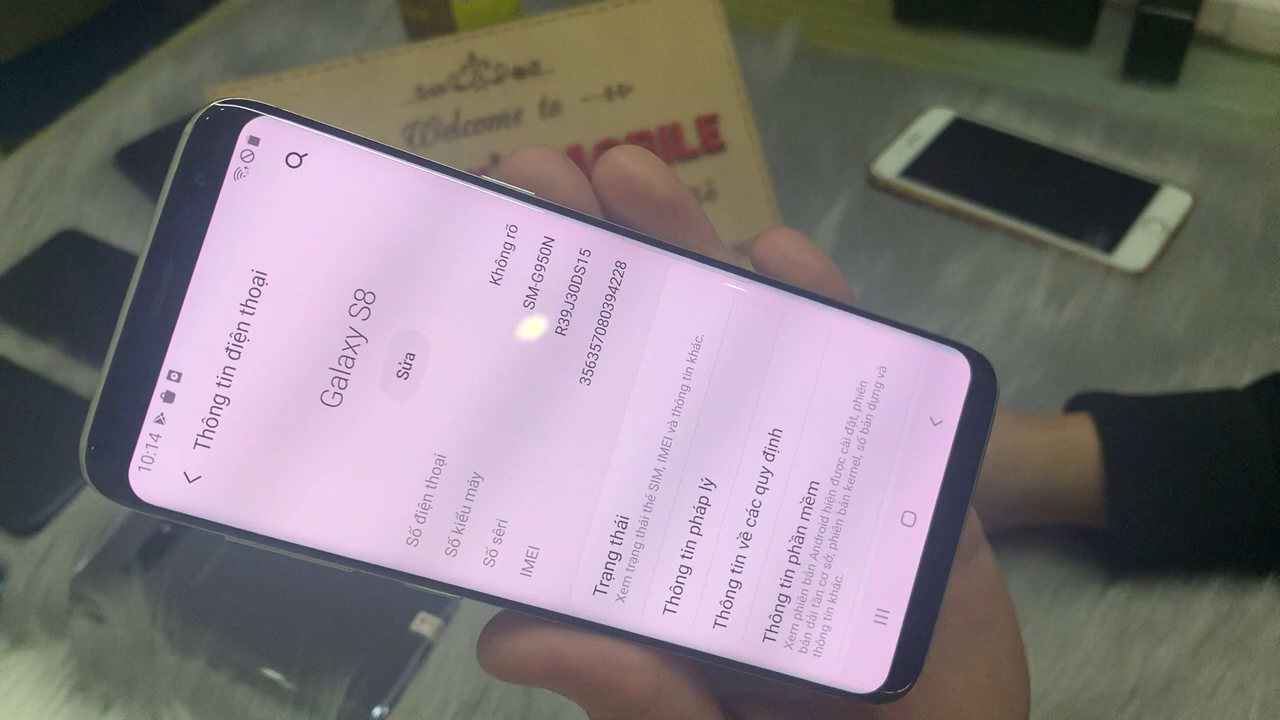 10:14
Thông tin điện thoại
Galaxy S8
Sửa
Số điện thoại Không rõ
Số kiểu máy SM-G950N
Số sêri R39J30DS15
IMEI 356357080394228
Trạng thái
Xem trạng thái thẻ SIM, IMEI và thông tin khác.
Thông tin pháp lý
Thông tin về các quy định
Thông tin phần mềm
Xem phiên bản Android hiện được cài đặt, phiên
bản dải tần cơ sở, phiên bản kernel, số bản dựng và
thông tin khác.
Welcome to
MOBILE